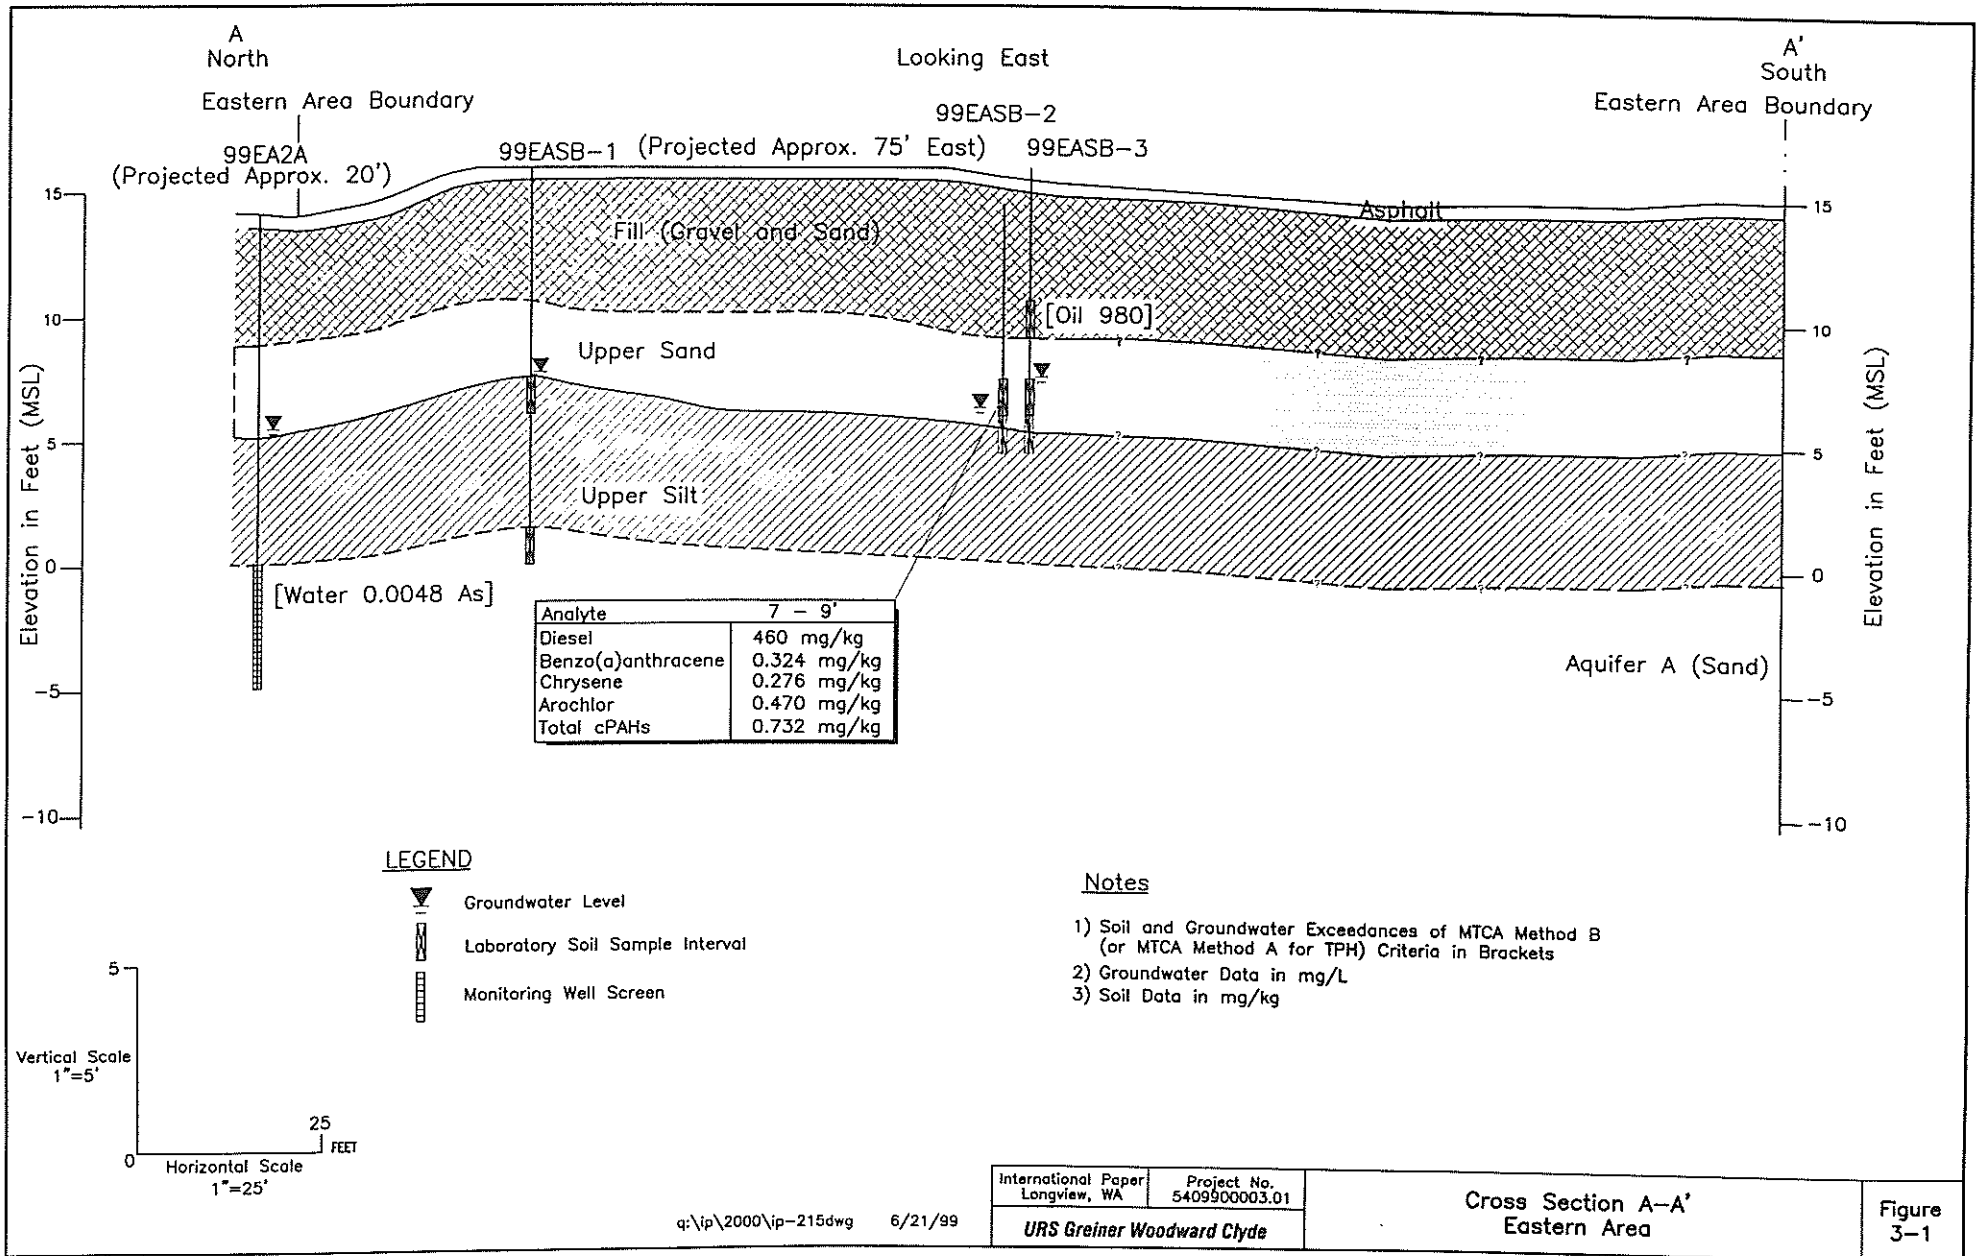 A
North
Looking East
A'
South
Eastern Area Boundary
Eastern Area Boundary
99EASB-2
99EA2A
(Projected Approx. 20')
99EASB-1 (Projected Approx. 75' East)
99EASB-3
15
15
Asphalt
Fill (Gravel and Sand)
[Oil 980]
10
10
Upper Sand
?
?
?
?
Elevation in Feet (MSL)
Elevation in Feet (MSL)
5
5
?
?
?
?
Upper Silt
0
0
?
?
?
?
[Water 0.0048 As]
Analyte 7 - 9'
Diesel 460 mg/kg
Benzo(a)anthracene 0.324 mg/kg
Chrysene 0.276 mg/kg
Arochlor 0.470 mg/kg
Total cPAHs 0.732 mg/kg
Aquifer A (Sand)
-5
-5
-10
-10
LEGEND
Groundwater Level
Laboratory Soil Sample Interval
Monitoring Well Screen
Notes
1) Soil and Groundwater Exceedances of MTCA Method B
(or MTCA Method A for TPH) Criteria in Brackets
2) Groundwater Data in mg/L
3) Soil Data in mg/kg
5
Vertical Scale
1"=5'
25
FEET
0
Horizontal Scale
1"=25'
q:\ip\2000\ip-215dwg 6/21/99
International Paper
Longview, WA
Project No.
5409900003.01
URS Greiner Woodward Clyde
Cross Section A-A'
Eastern Area
Figure
3-1